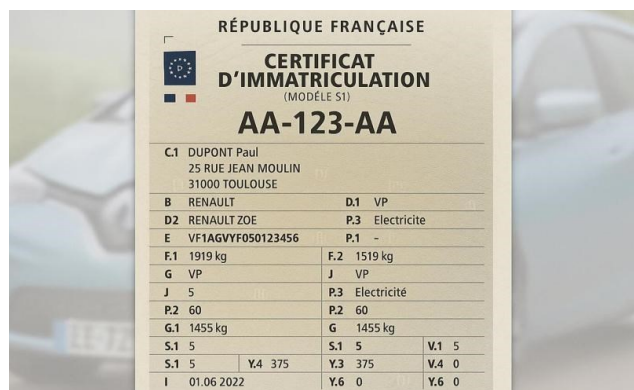 RÉPUBLIQUE FRANÇAISE
D
CERTIFICAT
D'IMMATRICULATION
(MODÉLE S1)
AA-123-AA
C.1 DUPONT Paul
25 RUE JEAN MOULIN
31000 TOULOUSE
B RENAULT D.1 VP
D2 RENAULT ZOE P.3 Electricite
E VF1AGVYF050123456 P.1 -
F.1 1919 kg F.2 1519 kg
G VP J VP
J 5 P.3 Electricité
P.2 60 P.2 60
G.1 1455 kg G 1455 kg
S.1 5 S.1 5 V.1 5
S.1 5 Y.4 375 Y.3 375 V.4 0
I 01.06 2022 Y.6 0 Y.6 0